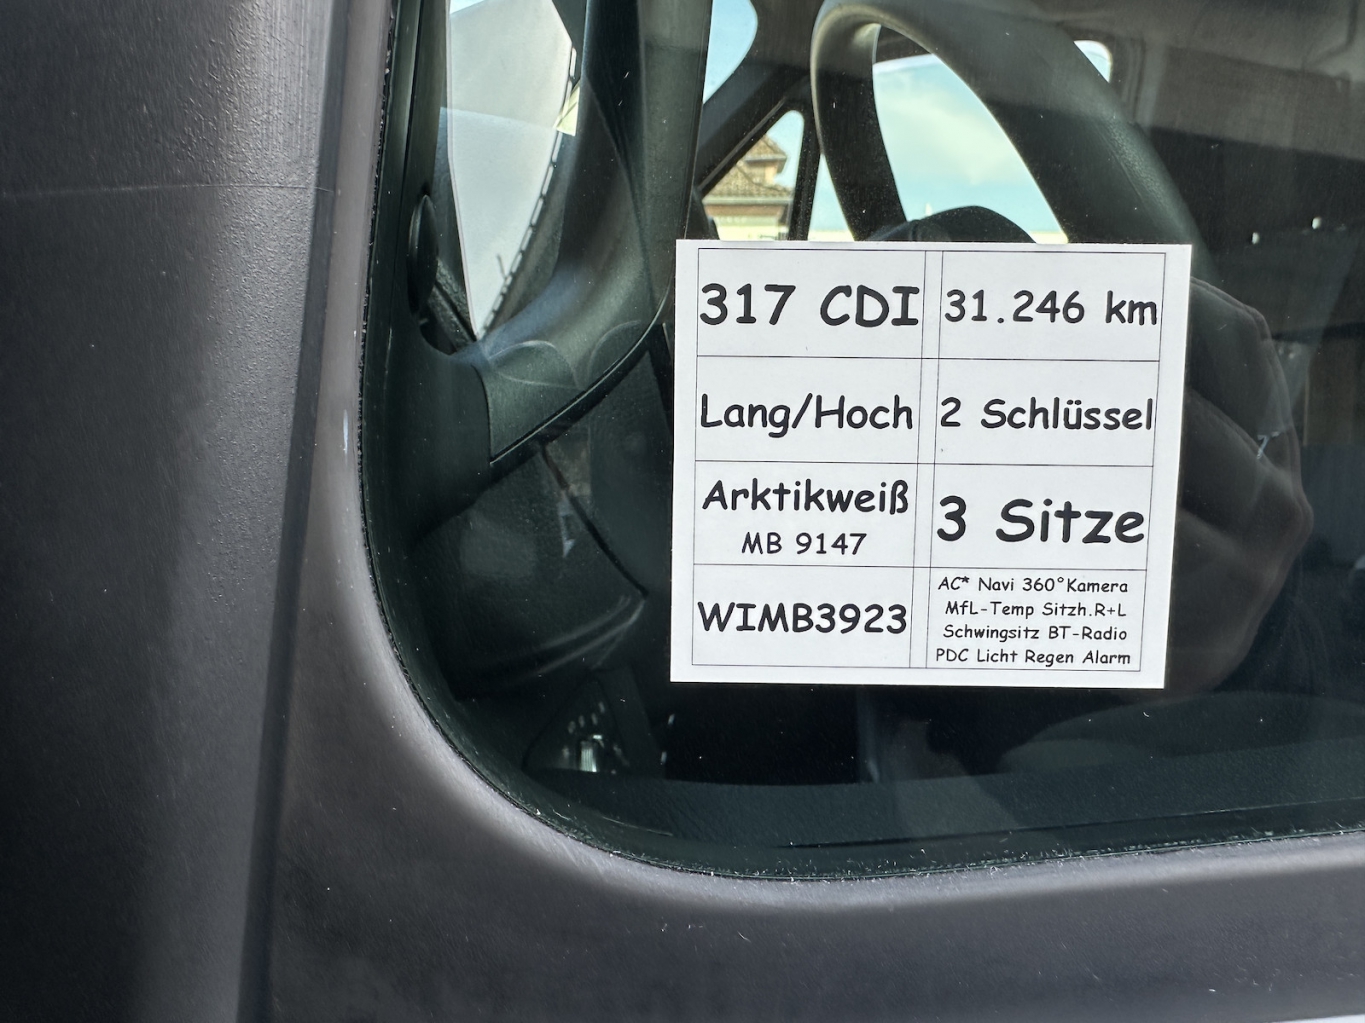 317 CDI
31.246 km
Lang/Hoch
2 Schlüssel
Arktikweiß
MB 9147
3 Sitze
WIMB3923
AC* Navi 360°Kamera
MfL-Temp Sitzh.R+L
Schwingsitz BT-Radio
PDC Licht Regen Alarm